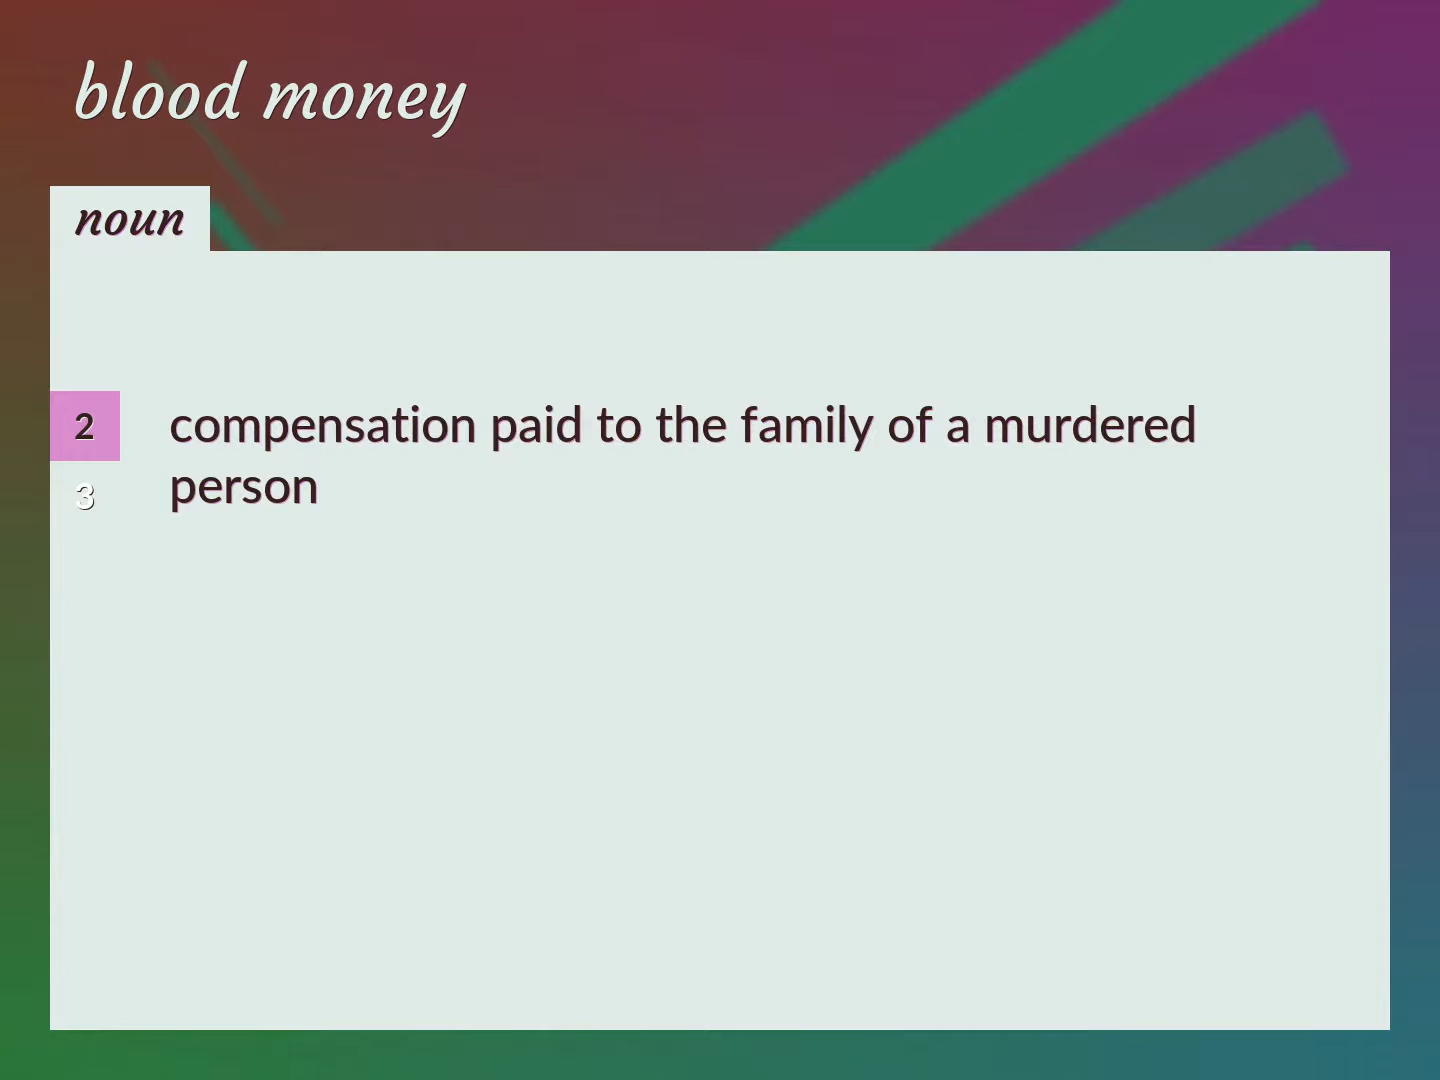 blood money
noun
2
compensation paid to the family of a murdered
person
3